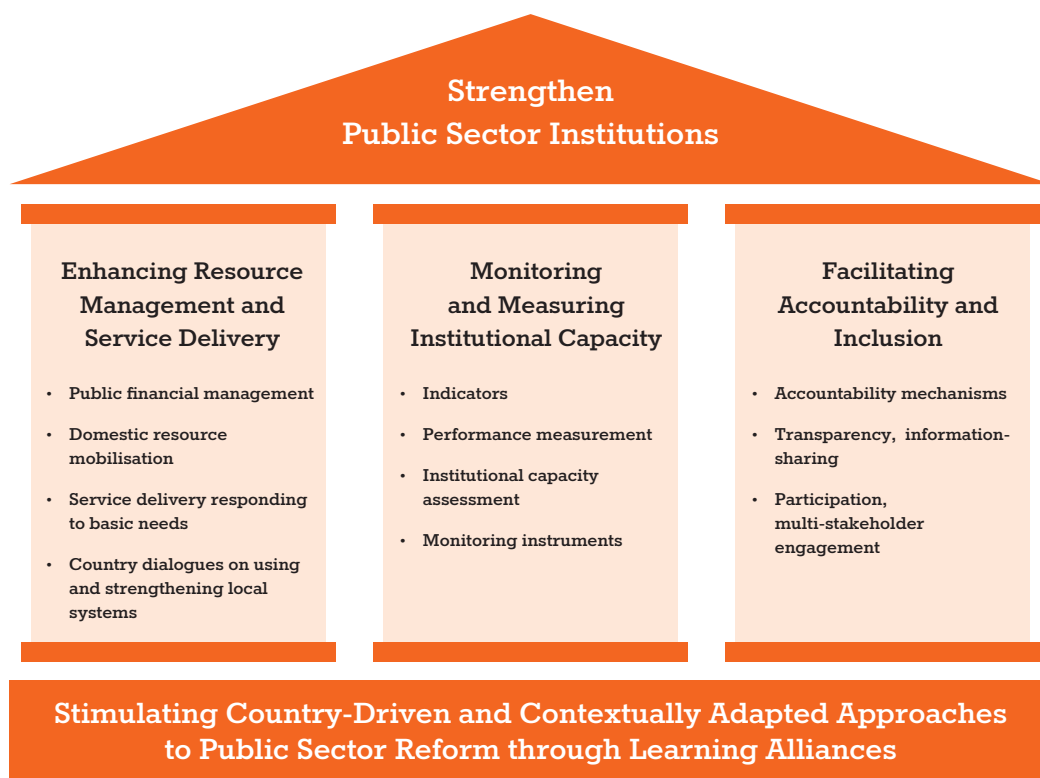 Strengthen
Public Sector Institutions
Enhancing Resource
Management and
Service Delivery
• Public financial management
• Domestic resource
mobilisation
• Service delivery responding
to basic needs
• Country dialogues on using
and strengthening local
systems
Monitoring
and Measuring
Institutional Capacity
• Indicators
• Performance measurement
• Institutional capacity
assessment
• Monitoring instruments
Facilitating
Accountability and
Inclusion
• Accountability mechanisms
• Transparency, information-
sharing
• Participation,
multi-stakeholder
engagement
Stimulating Country-Driven and Contextually Adapted Approaches
to Public Sector Reform through Learning Alliances